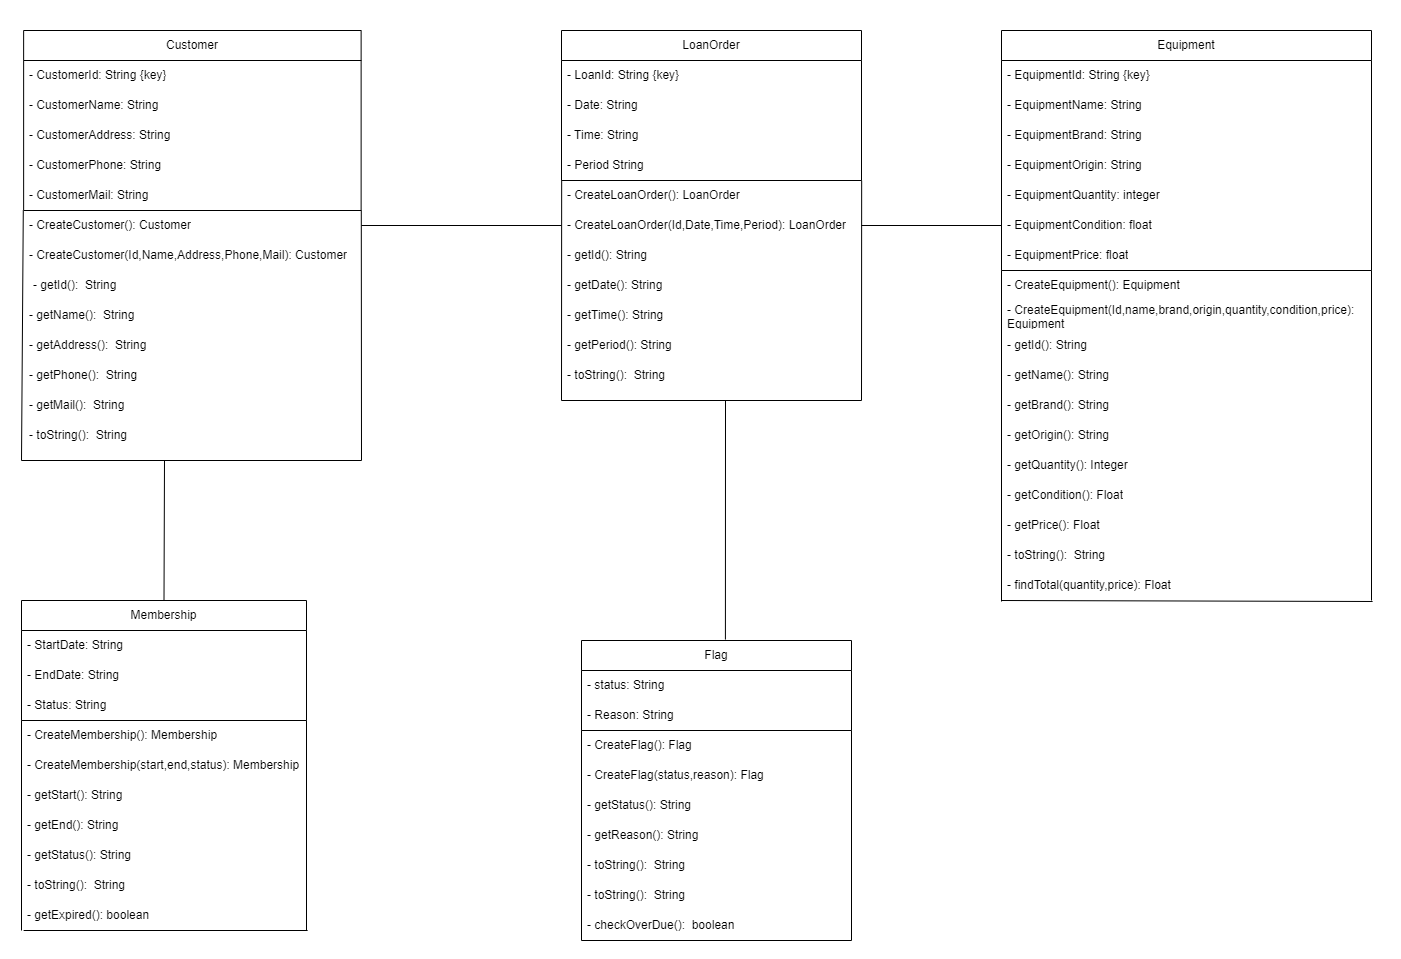 Customer
- CustomerId: String {key}
- CustomerName: String
- CustomerAddress: String
- CustomerPhone: String
- CustomerMail: String
- CreateCustomer(): Customer
- CreateCustomer(Id,Name,Address,Phone,Mail): Customer
- getId(): String
- getName(): String
- getAddress(): String
- getPhone(): String
- getMail(): String
- toString(): String
LoanOrder
- LoanId: String {key}
- Date: String
- Time: String
- Period String
- CreateLoanOrder(): LoanOrder
- CreateLoanOrder(Id,Date,Time,Period): LoanOrder
- getId(): String
- getDate(): String
- getTime(): String
- getPeriod(): String
- toString(): String
Equipment
- EquipmentId: String {key}
- EquipmentName: String
- EquipmentBrand: String
- EquipmentOrigin: String
- EquipmentQuantity: integer
- EquipmentCondition: float
- EquipmentPrice: float
- CreateEquipment(): Equipment
- CreateEquipment(Id,name,brand,origin,quantity,condition,price):
Equipment
- getId(): String
- getName(): String
- getBrand(): String
- getOrigin(): String
- getQuantity(): Integer
- getCondition(): Float
- getPrice(): Float
- toString(): String
- findTotal(quantity,price): Float
Membership
- StartDate: String
- EndDate: String
- Status: String
- CreateMembership(): Membership
- CreateMembership(start,end,status): Membership
- getStart(): String
- getEnd(): String
- getStatus(): String
- toString(): String
- getExpired(): boolean
Flag
- status: String
- Reason: String
- CreateFlag(): Flag
- CreateFlag(status,reason): Flag
- getStatus(): String
- getReason(): String
- toString(): String
- toString(): String
- checkOverDue(): boolean